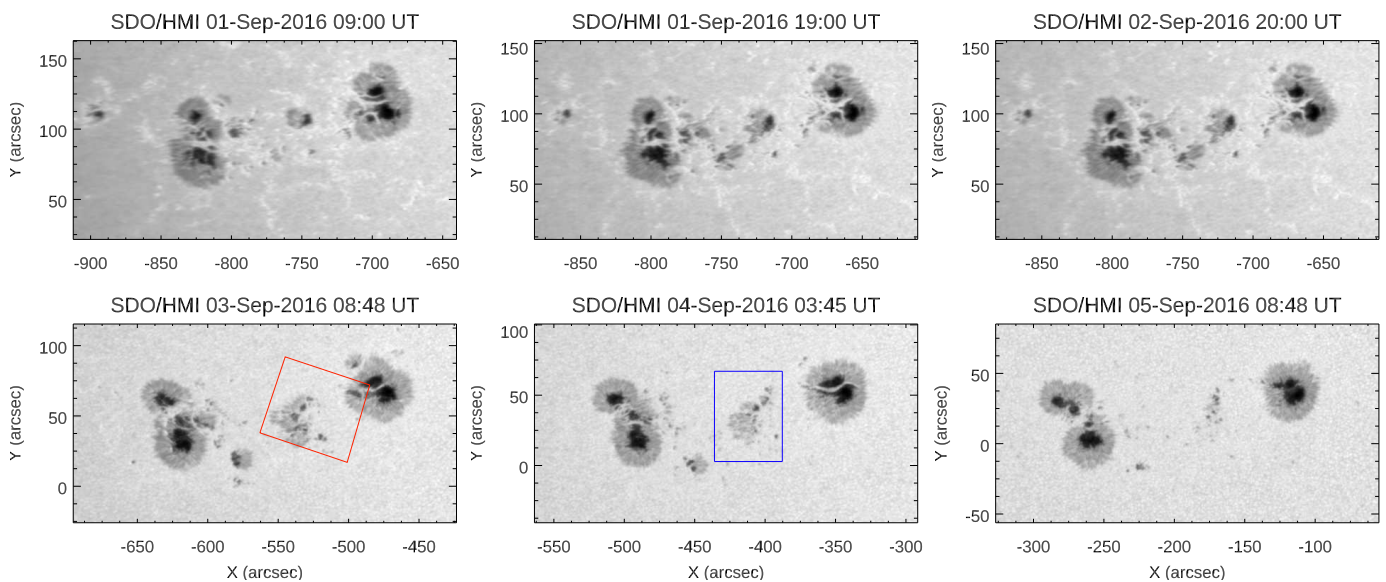 SDO/HMI 01-Sep-2016 09:00 UT
SDO/HMI 01-Sep-2016 19:00 UT
SDO/HMI 02-Sep-2016 20:00 UT
Y (arcsec)
150
100
50
-900 -850 -800 -750 -700 -650
Y (arcsec)
150
100
50
-850 -800 -750 -700 -650
Y (arcsec)
150
100
50
-850 -800 -750 -700 -650
SDO/HMI 03-Sep-2016 08:48 UT
SDO/HMI 04-Sep-2016 03:45 UT
SDO/HMI 05-Sep-2016 08:48 UT
Y (arcsec)
100
50
0
-650 -600 -550 -500 -450
X (arcsec)
Y (arcsec)
100
50
0
-550 -500 -450 -400 -350 -300
X (arcsec)
Y (arcsec)
50
0
-50
-300 -250 -200 -150 -100
X (arcsec)